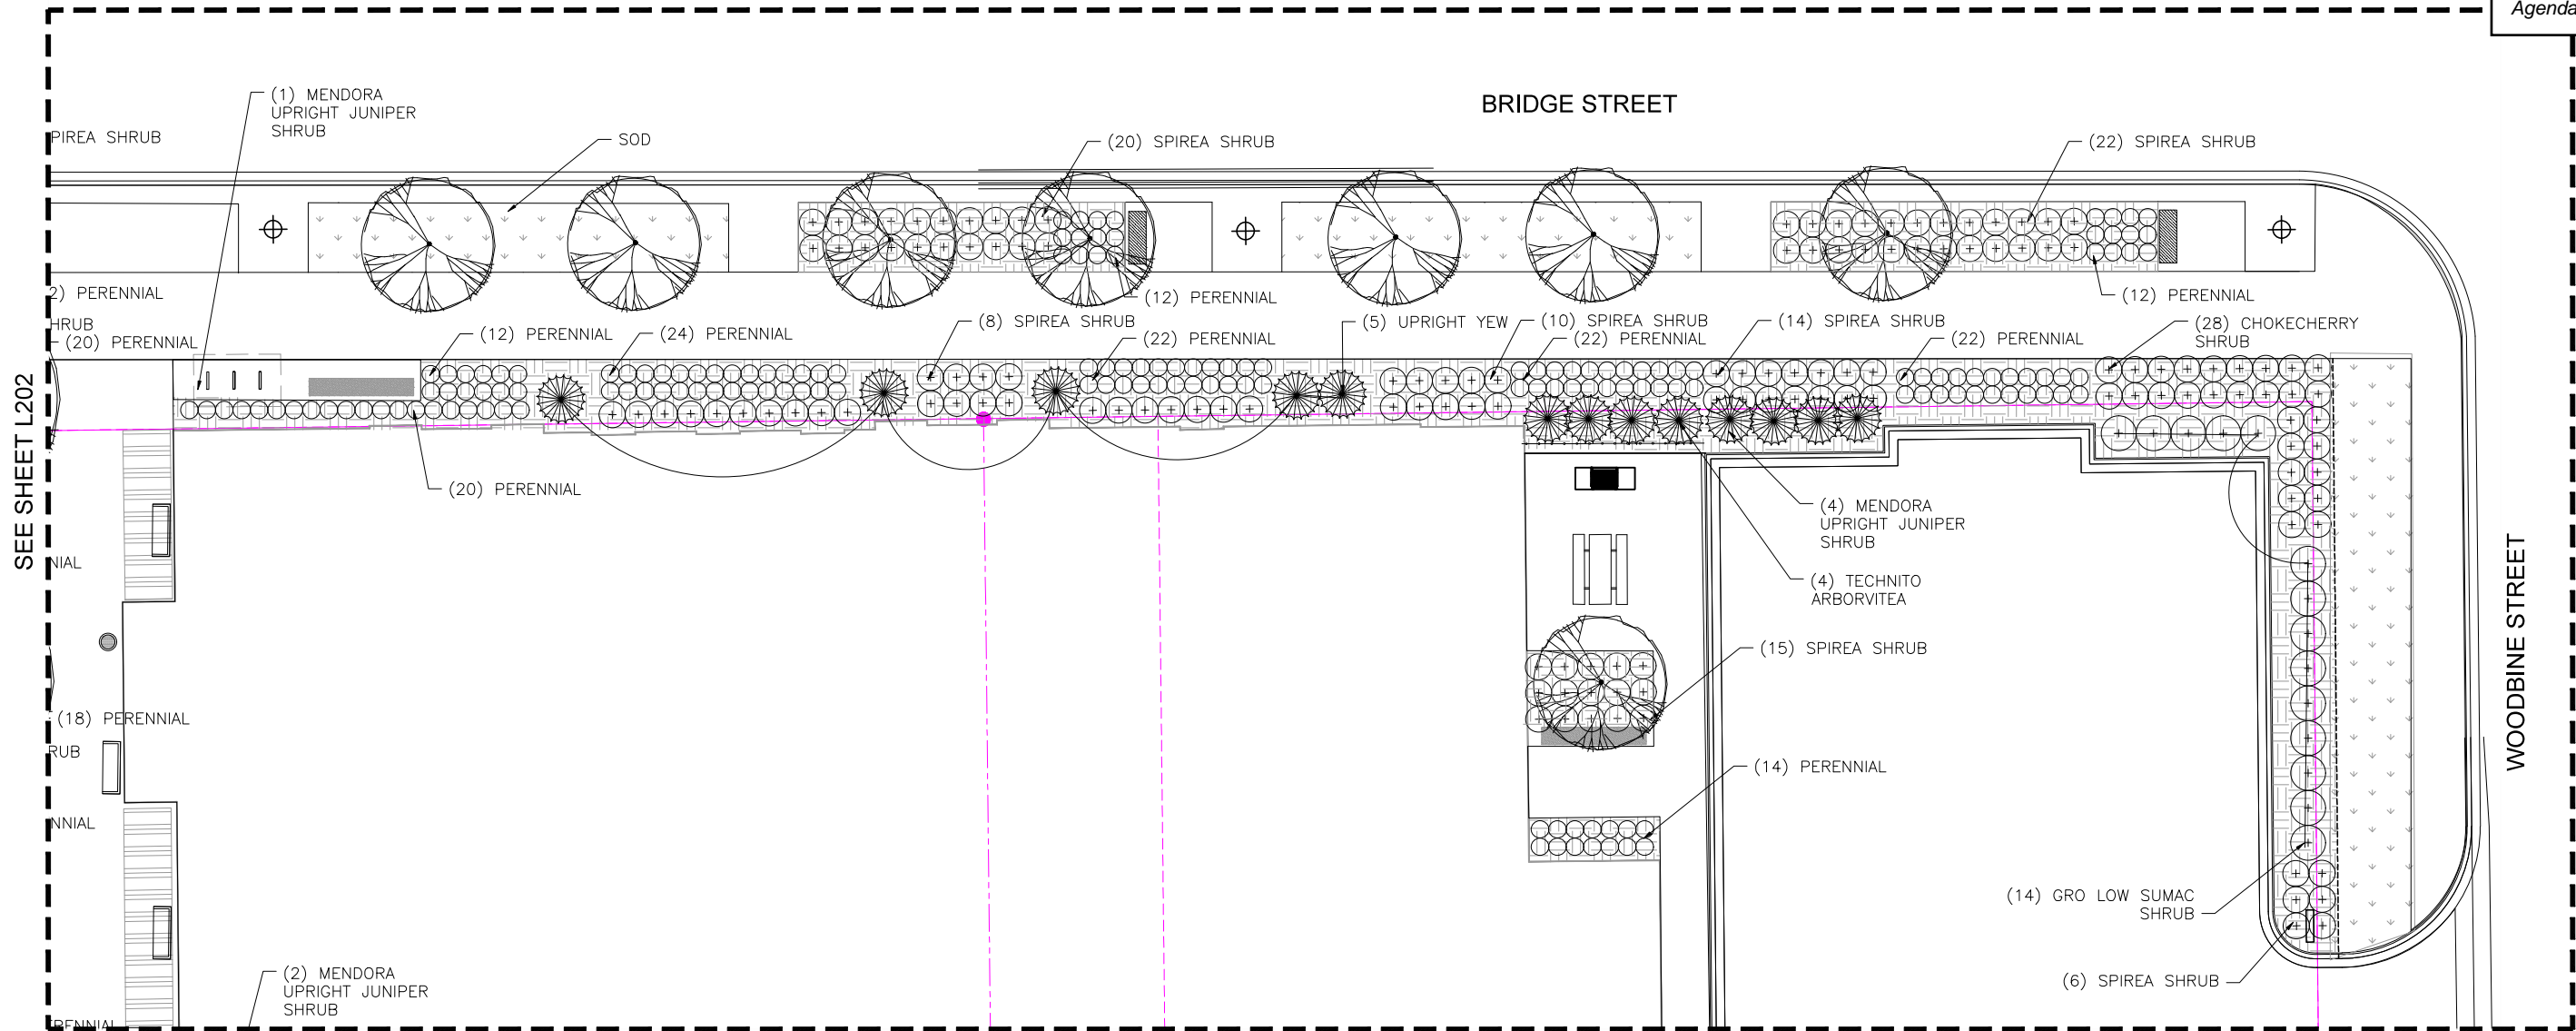 Agenda
BRIDGE STREET
(1) MENDORA
UPRIGHT JUNIPER
SHRUB
PIREA SHRUB
SOD
(20) SPIREA SHRUB
(22) SPIREA SHRUB
2) PERENNIAL
HRUB
(20) PERENNIAL
(12) PERENNIAL
(24) PERENNIAL
(8) SPIREA SHRUB
(22) PERENNIAL
(12) PERENNIAL
(5) UPRIGHT YEW
(10) SPIREA SHRUB
(22) PERENNIAL
(14) SPIREA SHRUB
(22) PERENNIAL
(12) PERENNIAL
(28) CHOKECHERRY
SHRUB
SEE SHEET L202
(20) PERENNIAL
(4) MENDORA
UPRIGHT JUNIPER
SHRUB
(4) TECHNITO
ARBORVITEA
NIAL
(15) SPIREA SHRUB
WOODBINE STREET
(18) PERENNIAL
RUB
(14) PERENNIAL
NNIAL
(14) GRO LOW SUMAC
SHRUB
(2) MENDORA
UPRIGHT JUNIPER
SHRUB
(6) SPIREA SHRUB
ERENNIAL